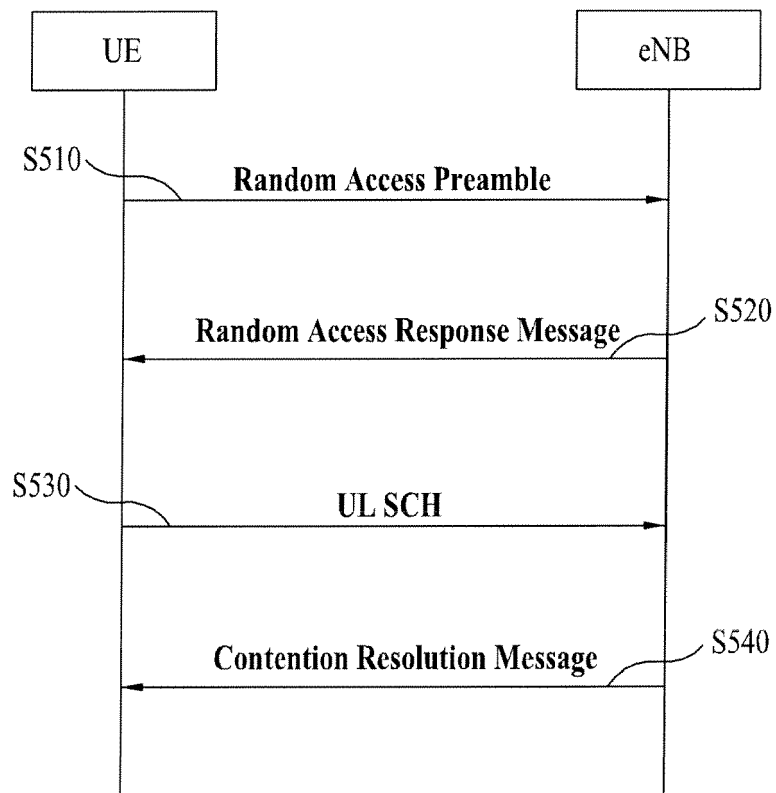 UE
eNB
S510
Random Access Preamble
S520
Random Access Response Message
S530
UL SCH
S540
Contention Resolution Message